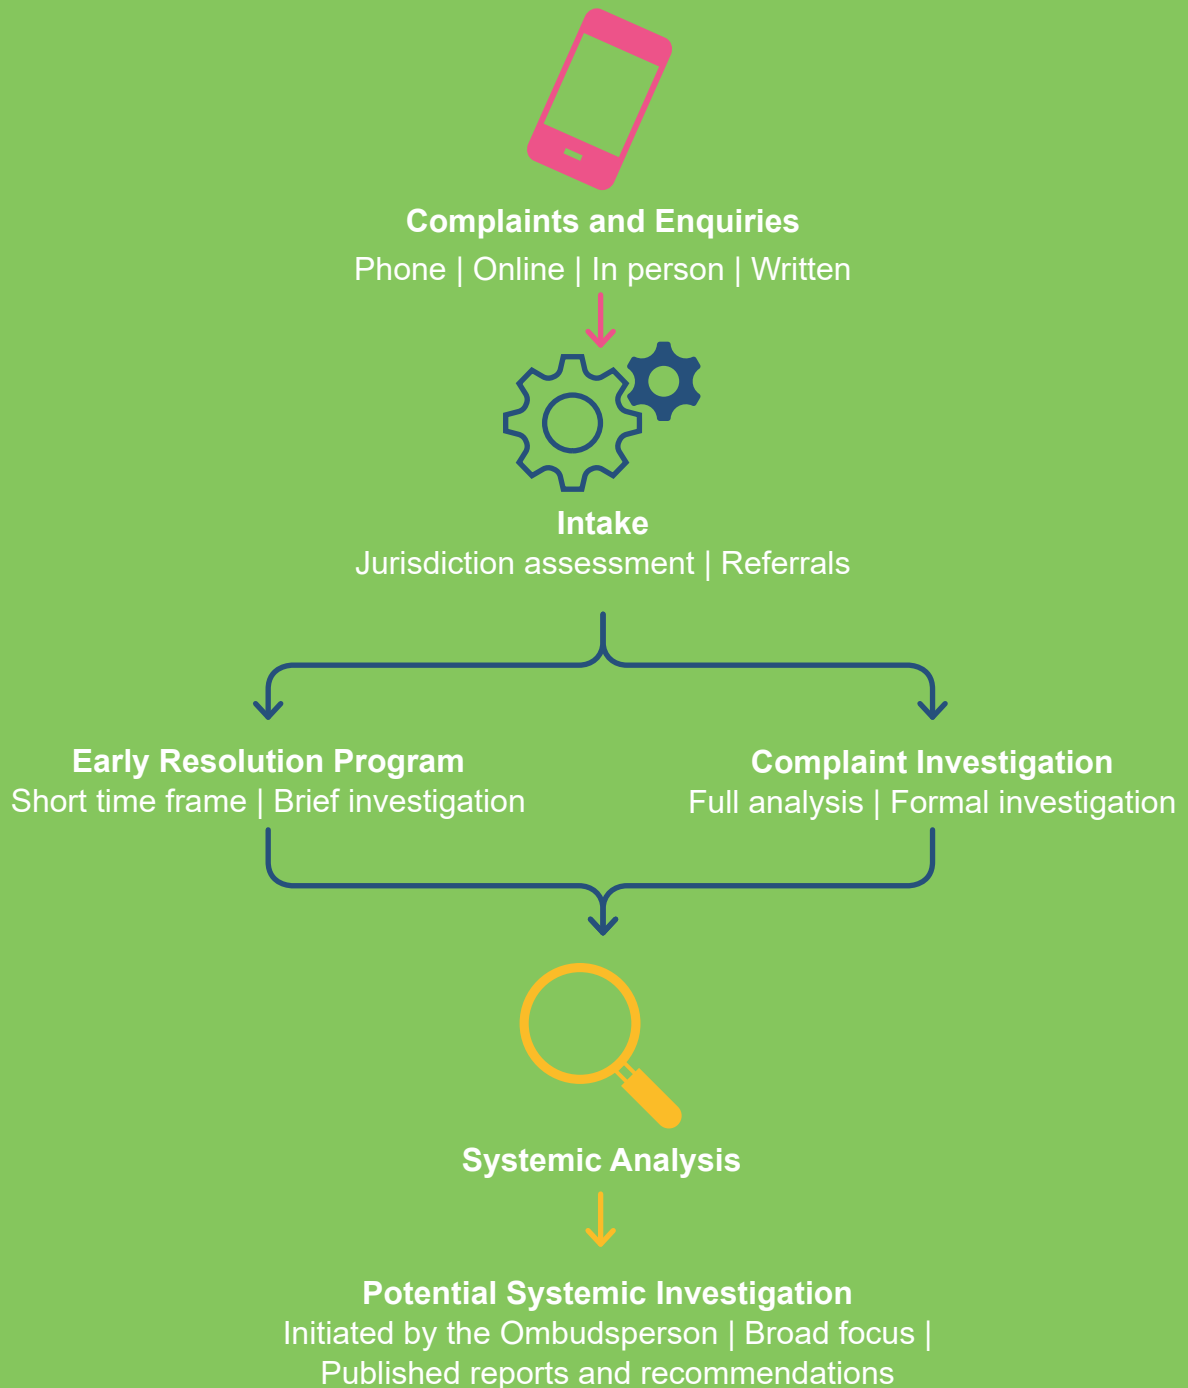 Complaints and Enquiries
Phone | Online | In person | Written
Intake
Jurisdiction assessment | Referrals
Early Resolution Program
Short time frame | Brief investigation
Complaint Investigation
Full analysis | Formal investigation
Systemic Analysis
Potential Systemic Investigation
Initiated by the Ombudsperson | Broad focus |
Published reports and recommendations